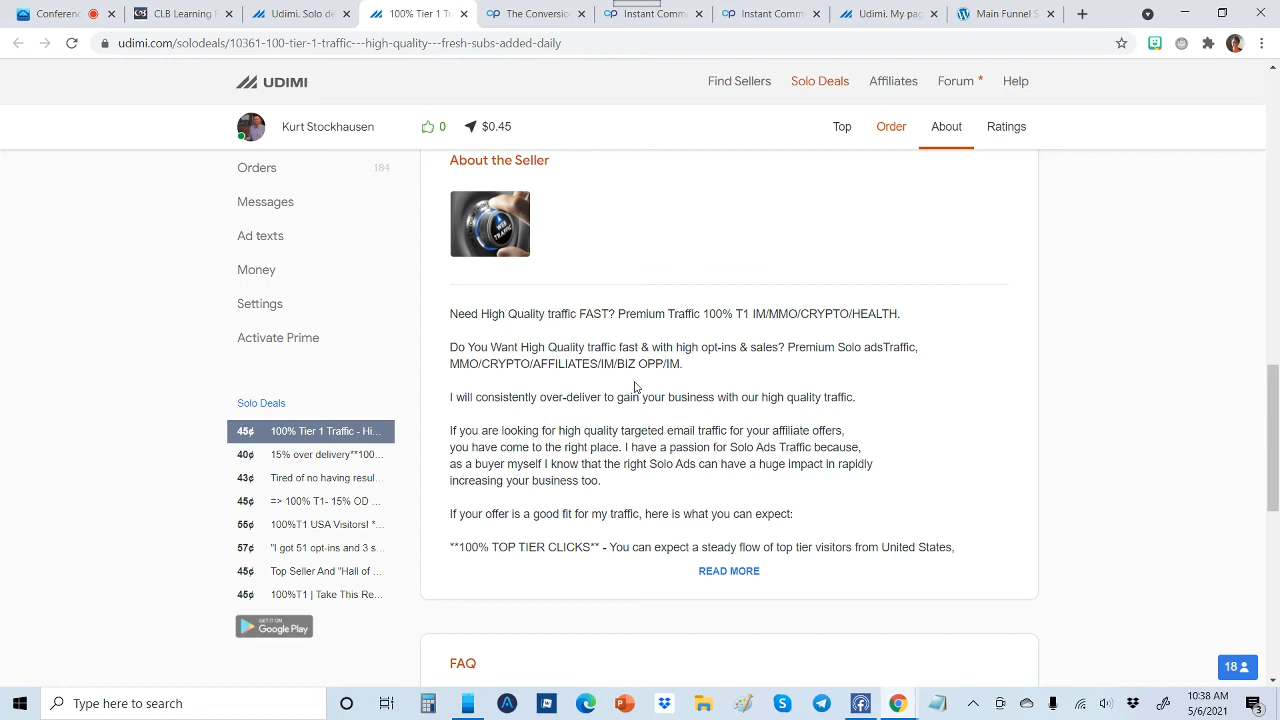 Conferenc
CLB Learning F
Udimi. Solo de
100% Tier 1 Tr
The Conversio
Instant Comm
Instant Comm
Udimi. My pag
Main Funnel S
udimi.com/solodeals/10361-100-tier-1-traffic---high-quality---fresh-subs-added-daily
UDIMI
Find Sellers
Solo Deals
Affiliates
Forum *
Help
Kurt Stockhausen
0
$0.45
Top
Order
About
Ratings
Orders 184
Messages
Ad texts
Money
Settings
Activate Prime
Solo Deals
45¢ 100% Tier 1 Traffic - Hi...
40¢ 15% over delivery**100...
43¢ Tired of no having resul...
45¢ => 100% T1- 15% OD ...
55¢ 100%T1 USA Visitors! *...
57¢ "I got 51 opt-ins and 3 s...
45¢ Top Seller And "Hall of ...
45¢ 100%T1 | Take This Re...
GET IT ON
Google Play
About the Seller
WEB
TRAFFIC
Need High Quality traffic FAST? Premium Traffic 100% T1 IM/MMO/CRYPTO/HEALTH.
Do You Want High Quality traffic fast & with high opt-ins & sales? Premium Solo adsTraffic,
MMO/CRYPTO/AFFILIATES/IM/BIZ OPP/IM.
I will consistently over-deliver to gain your business with our high quality traffic.
If you are looking for high quality targeted email traffic for your affiliate offers,
you have come to the right place. I have a passion for Solo Ads Traffic because,
as a buyer myself I know that the right Solo Ads can have a huge impact in rapidly
increasing your business too.
If your offer is a good fit for my traffic, here is what you can expect:
**100% TOP TIER CLICKS** - You can expect a steady flow of top tier visitors from United States,
READ MORE
FAQ
18
Type here to search
10:38 AM
5/6/2021
3